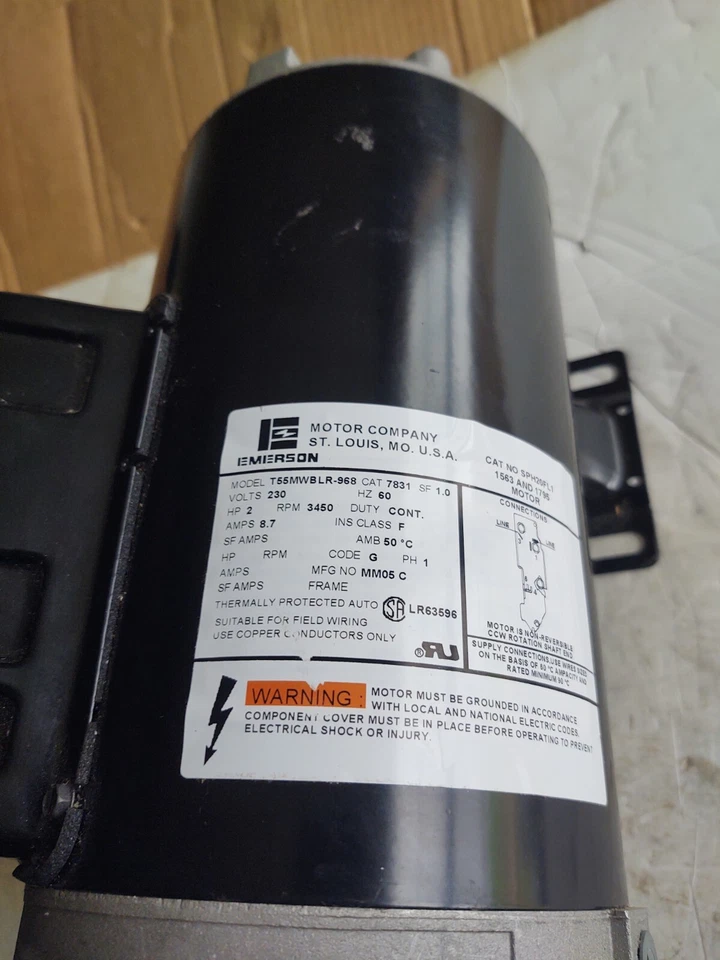 EMERSON
MOTOR COMPANY
ST. LOUIS, MO. U.S.A.
CAT NO SPH20FL1
1563 AND 1796
MOTOR
MODEL T55MWBLR-968 CAT 7831 SF 1.0
VOLTS 230 HZ 60
HP 2 RPM 3450 DUTY CONT.
AMPS 8.7 INS CLASS F
SF AMPS AMB 50 °C
HP RPM CODE G PH 1
AMPS MFG NO MM05 C
SF AMPS FRAME
THERMALLY PROTECTED AUTO SA LR63596
SUITABLE FOR FIELD WIRING
USE COPPER CONDUCTORS ONLY
CONNECTIONS
LINE
LINE
MOTOR IS NON-REVERSIBLE
CCW ROTATION SHAFT END
SUPPLY CONNECTIONS,USE WIRES SIZED
ON THE BASIS OF 60 °C AMPACITY AND
RATED MINIMUM 90 °C
WARNING : MOTOR MUST BE GROUNDED IN ACCORDANCE
WITH LOCAL AND NATIONAL ELECTRIC CODES,
COMPONENT COVER MUST BE IN PLACE BEFORE OPERATING TO PREVENT
ELECTRICAL SHOCK OR INJURY.